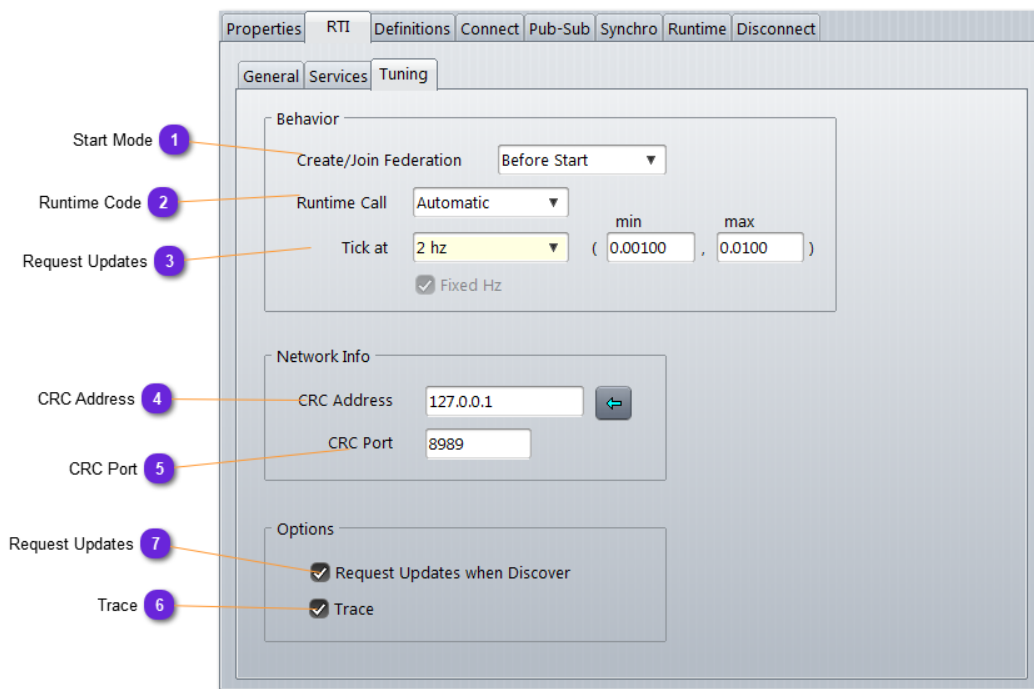 Properties RTI Definitions Connect Pub-Sub Synchro Runtime Disconnect
General Services Tuning
Behavior
Start Mode 1
Create/Join Federation Before Start
Runtime Code 2
Runtime Call Automatic
min max
Request Updates 3
Tick at 2 hz ( 0.00100 , 0.0100 )
Fixed Hz
Network Info
CRC Address 4
CRC Address 127.0.0.1
CRC Port 8989
CRC Port 5
Options
Request Updates 7
Request Updates when Discover
Trace 6
Trace